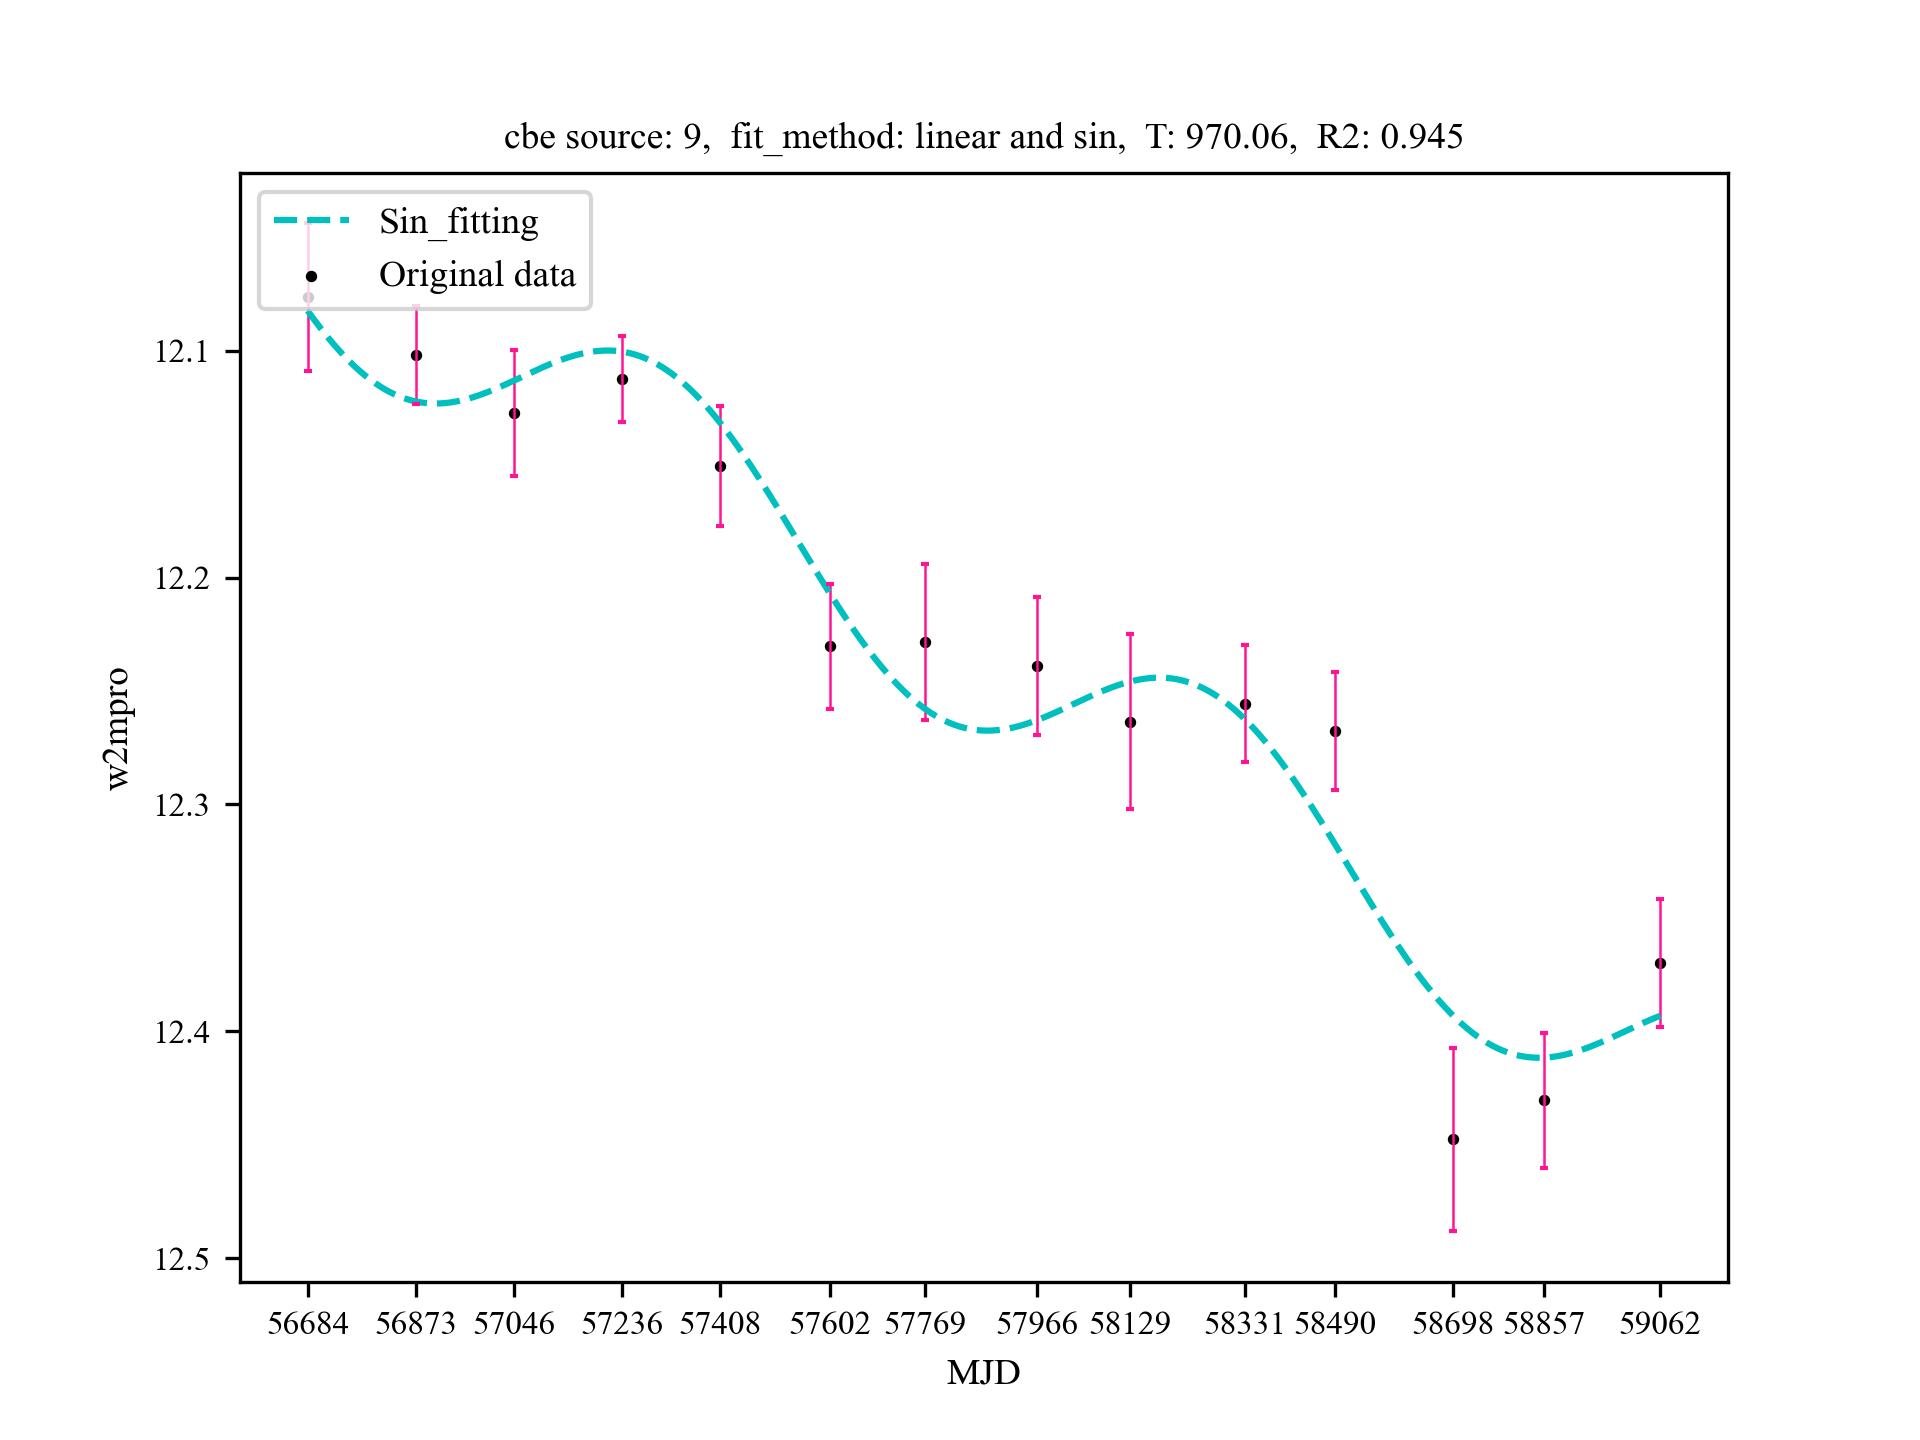 cbe source: 9, fit_method: linear and sin, T: 970.06, R2: 0.945
Sin_fitting
Original data
12.1
12.2
12.3
12.4
12.5
w2mpro
56684 56873 57046 57236 57408 57602 57769 57966 58129 58331 58490 58698 58857 59062
MJD